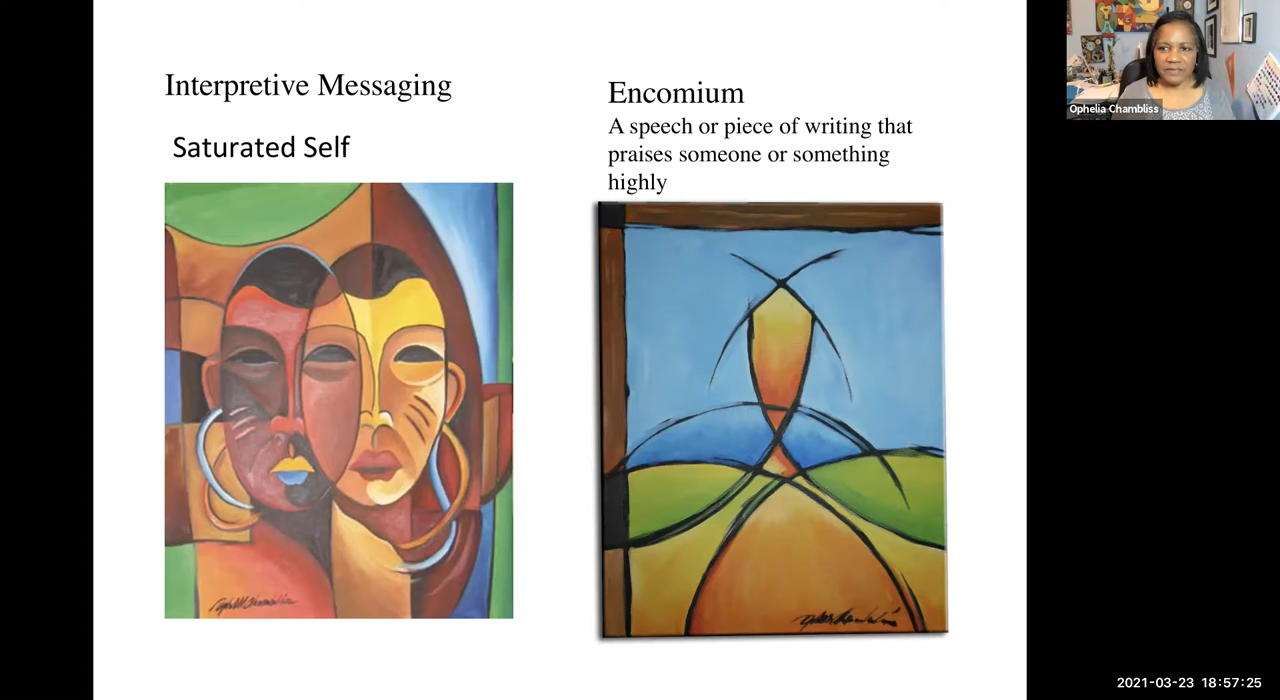 Interpretive Messaging
Saturated Self
Encomium
A speech or piece of writing that
praises someone or something
highly
Ophelia Chambliss
2021-03-23 18:57:25